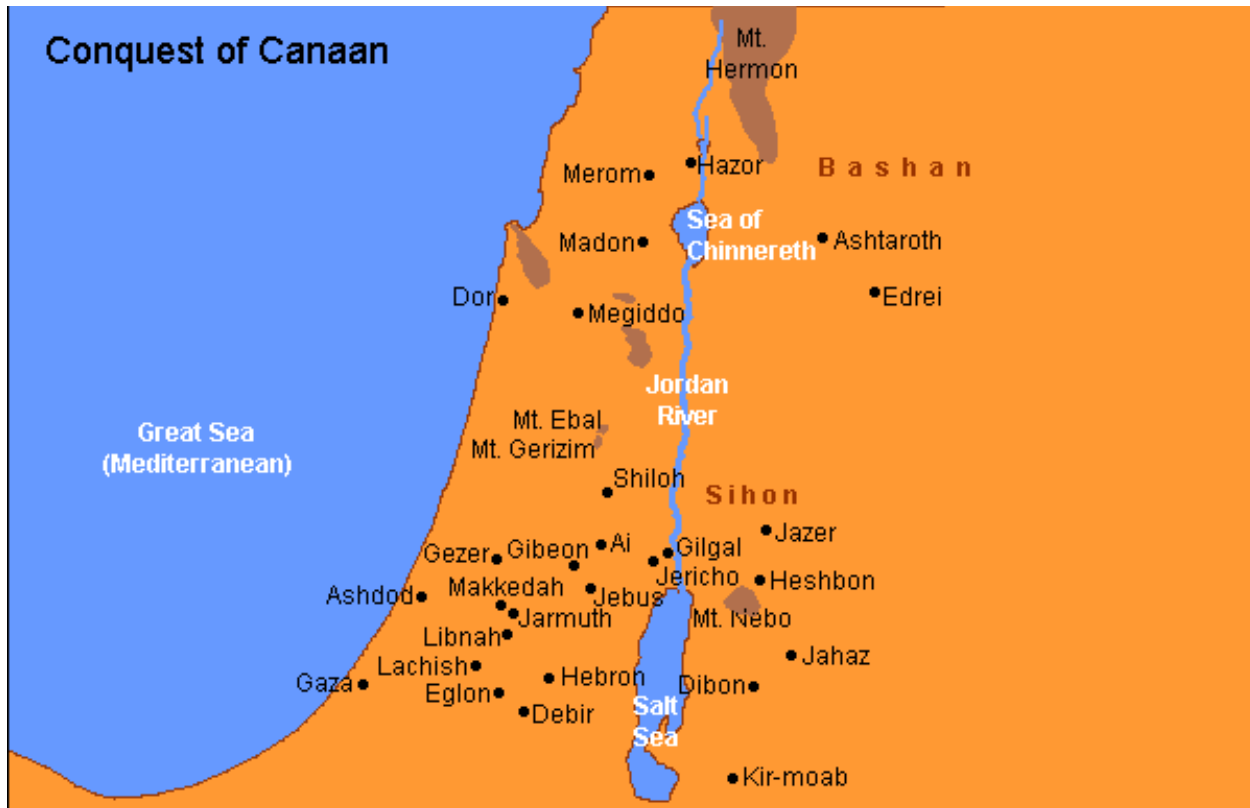 Conquest of Canaan
Mt.
Hermon
Merom
Hazor
Bashan
Sea of
Chinnereth
Madon
Ashtaroth
Dor
Megiddo
Edrei
Jordan
River
Great Sea
(Mediterranean)
Mt. Ebal
Mt. Gerizim
Shiloh
Sihon
Jazer
Gezer
Gibeon
Ai
Gilgal
Jericho
Heshbon
Ashdod
Makkedah
Jebus
Jarmuth
Mt. Nebo
Libnah
Jahaz
Lachish
Hebron
Dibon
Gaza
Eglon
Debir
Salt
Sea
Kir-moab